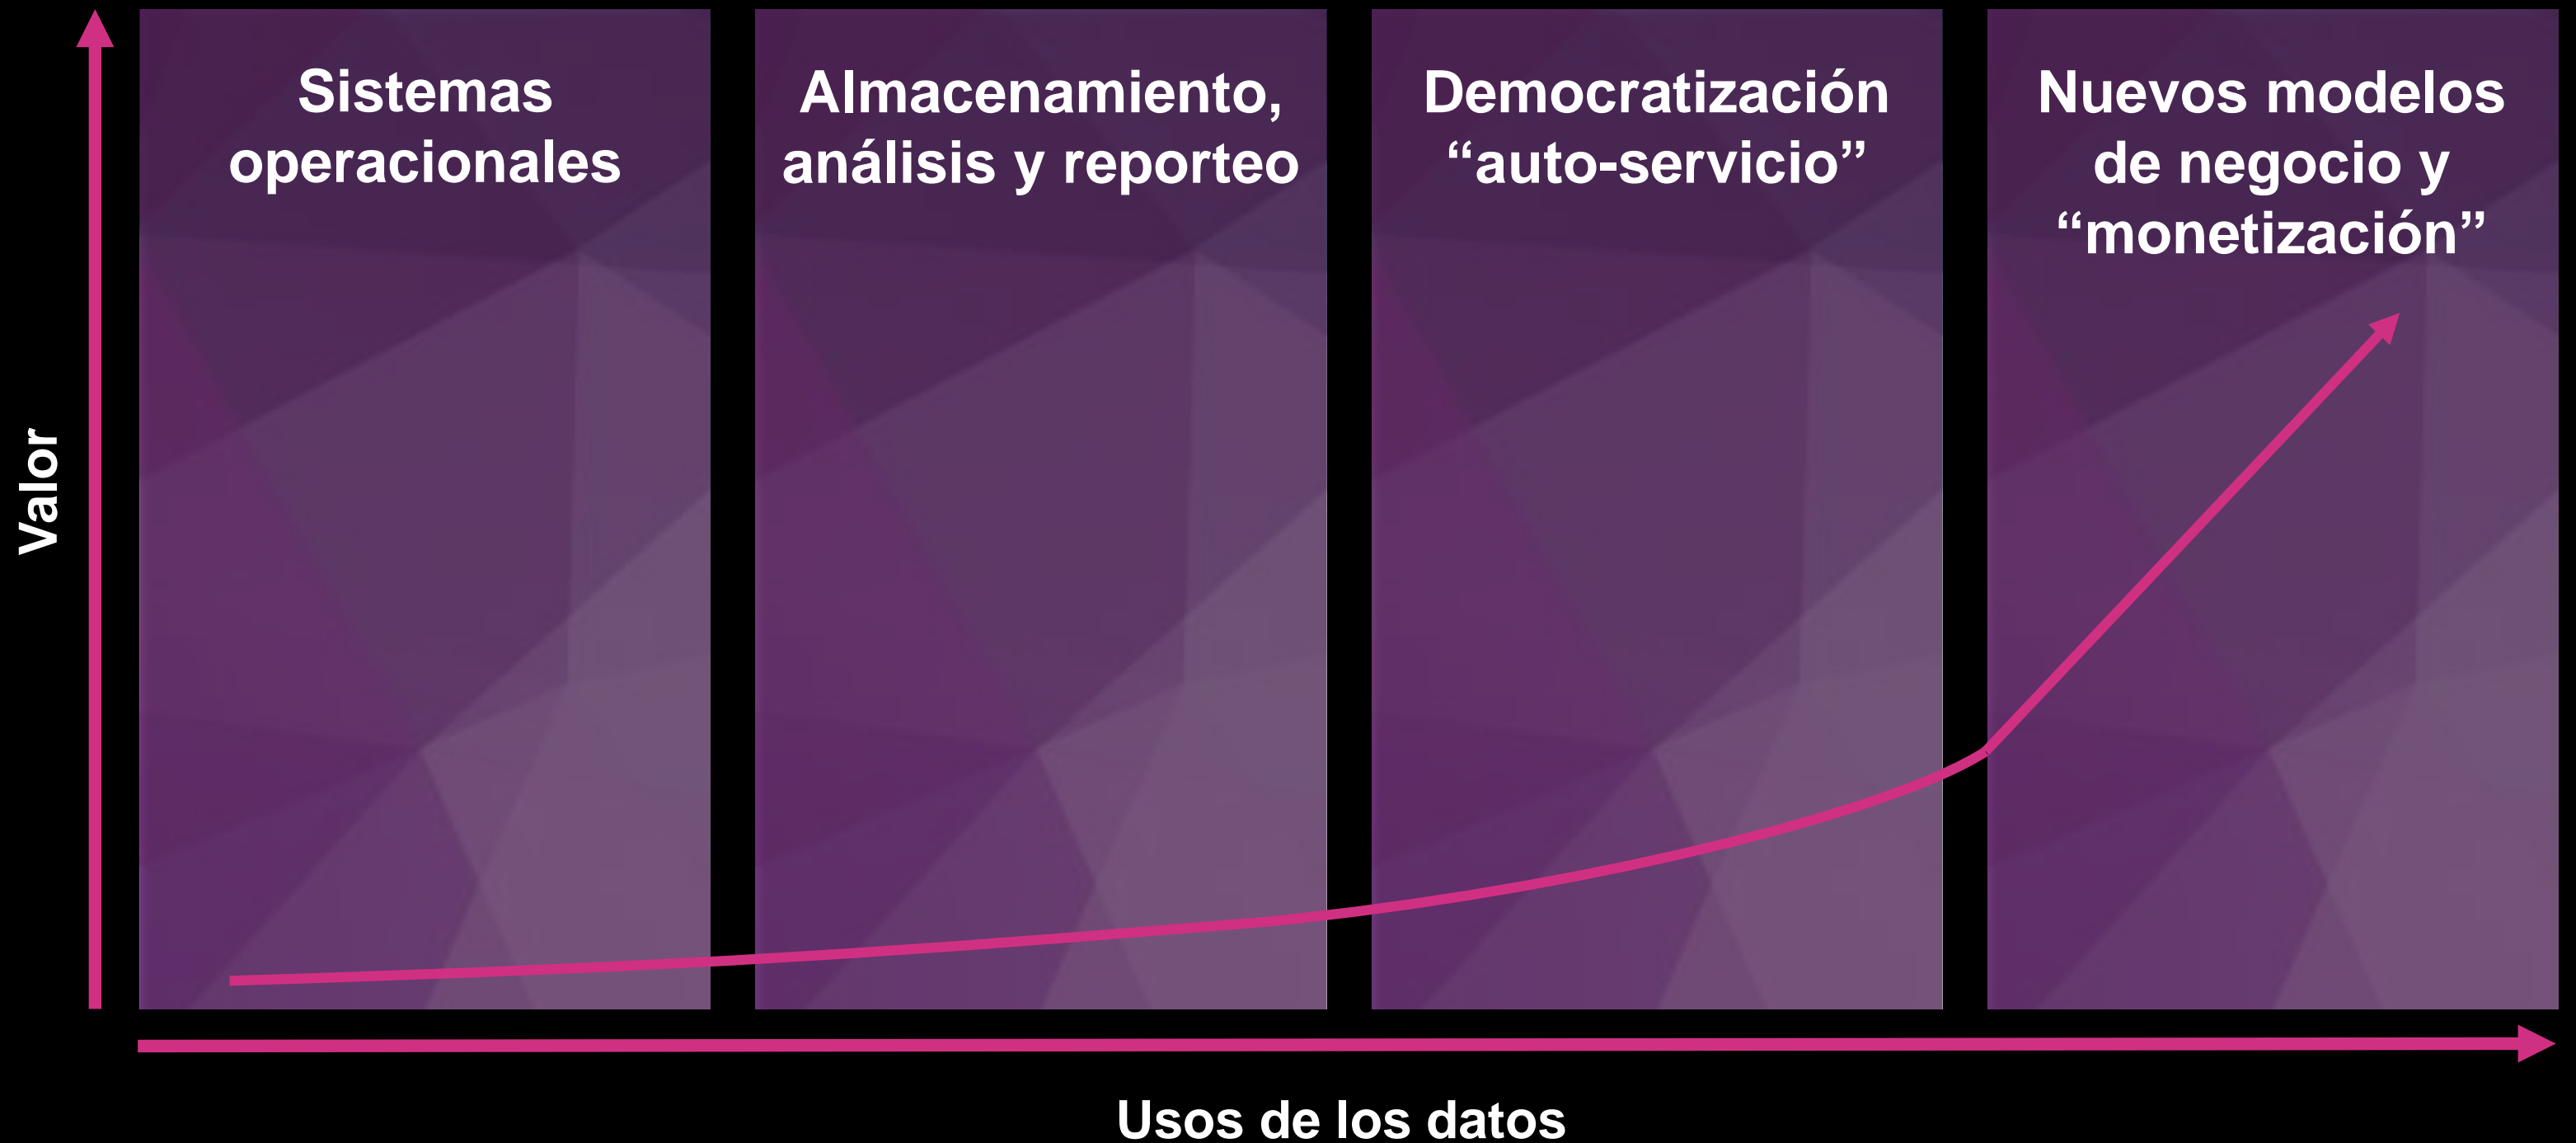 Sistemas
operacionales
Almacenamiento,
análisis y reporteo
Democratización
“auto-servicio”
Nuevos modelos
de negocio y
“monetización”
Valor
Usos de los datos